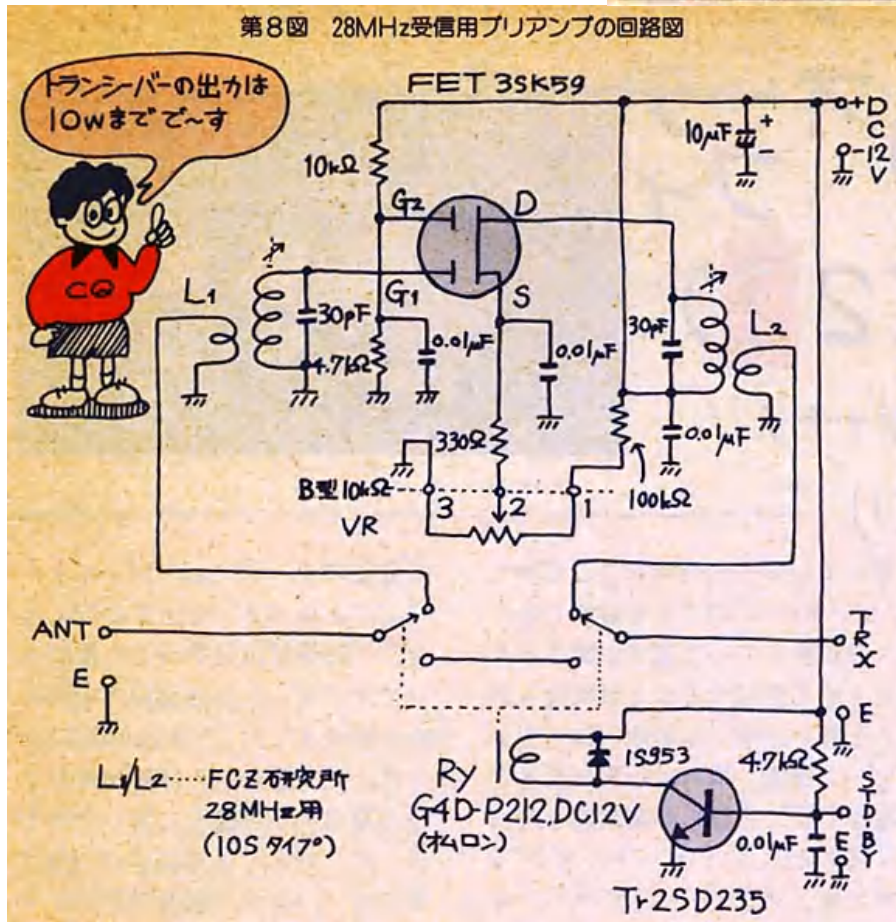 第8図 28MHz受信用プリアンプの回路図
トランシーバーの出力は
10wまでで〜す
CQ
FET 3SK59
10kΩ
10μF
+
−
+
−
DC12V
G2
D
G1
S
L1
30pF
4.7kΩ
0.01μF
0.01μF
30pF
L2
0.01μF
330Ω
100kΩ
B型10kΩ
VR
3
2
1
ANT
TRX
E
E
L1/L2……FCZ研究所
28MHz用
(10Sタイプ)
Ry
G4D-P212,DC12V
(オムロン)
1S953
4.7kΩ
0.01μF
STD-BY
E
Tr2SD235